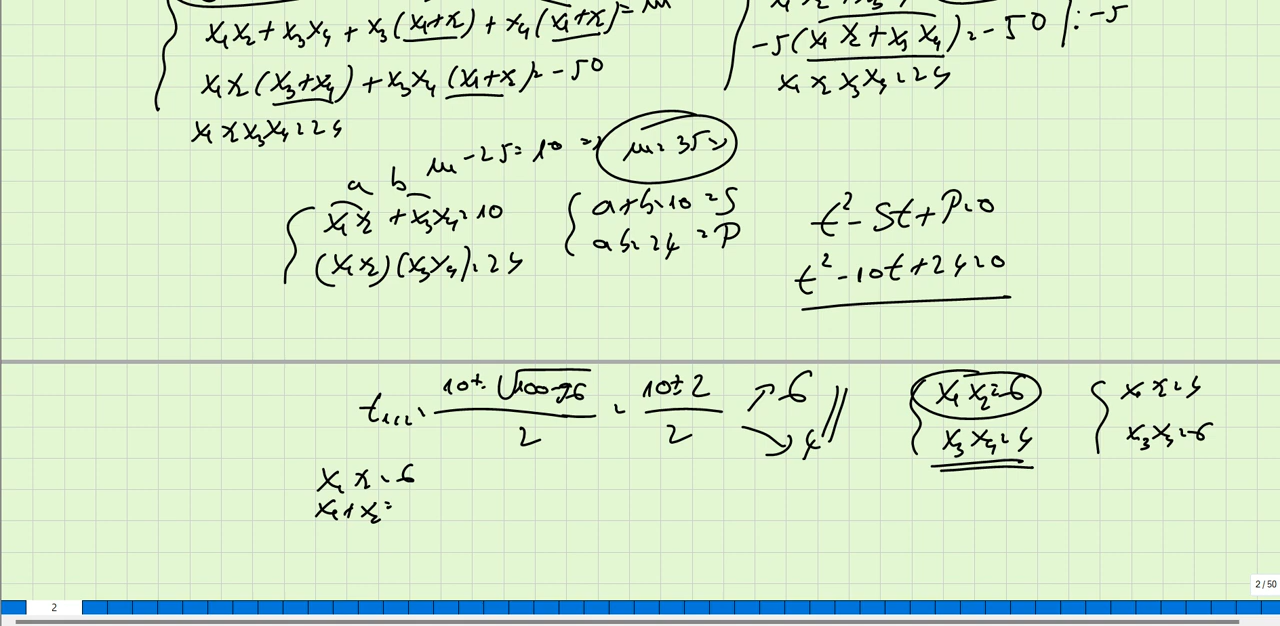 x₁x₂ + x₃x₄ + x₃(x₁+x₂) + x₄(x₁+x₂) = m
x₁x₂(x₃+x₄) + x₃x₄(x₁+x₂) = -50
x₁x₂x₃x₄ = 24
-5(x₁x₂ + x₃x₄) = -50 /: -5
x₁x₂x₃x₄ = 24
m - 25 = 10 => m = 35
a b
x₁x₂ + x₃x₄ = 10
(x₁x₂)(x₃x₄) = 24
a+b = 10 = S
ab = 24 = P
t² - St + P = 0
t² - 10t + 24 = 0
t₁,₂ = 10 ± √100-96 / 2 = 10 ± 2 / 2 6 4
x₁x₂ = 6
x₃x₄ = 4
x₁x₂ = 4
x₃x₄ = 6
x₁x₂ = 6
x₁+x₂ =
2 / 50
2